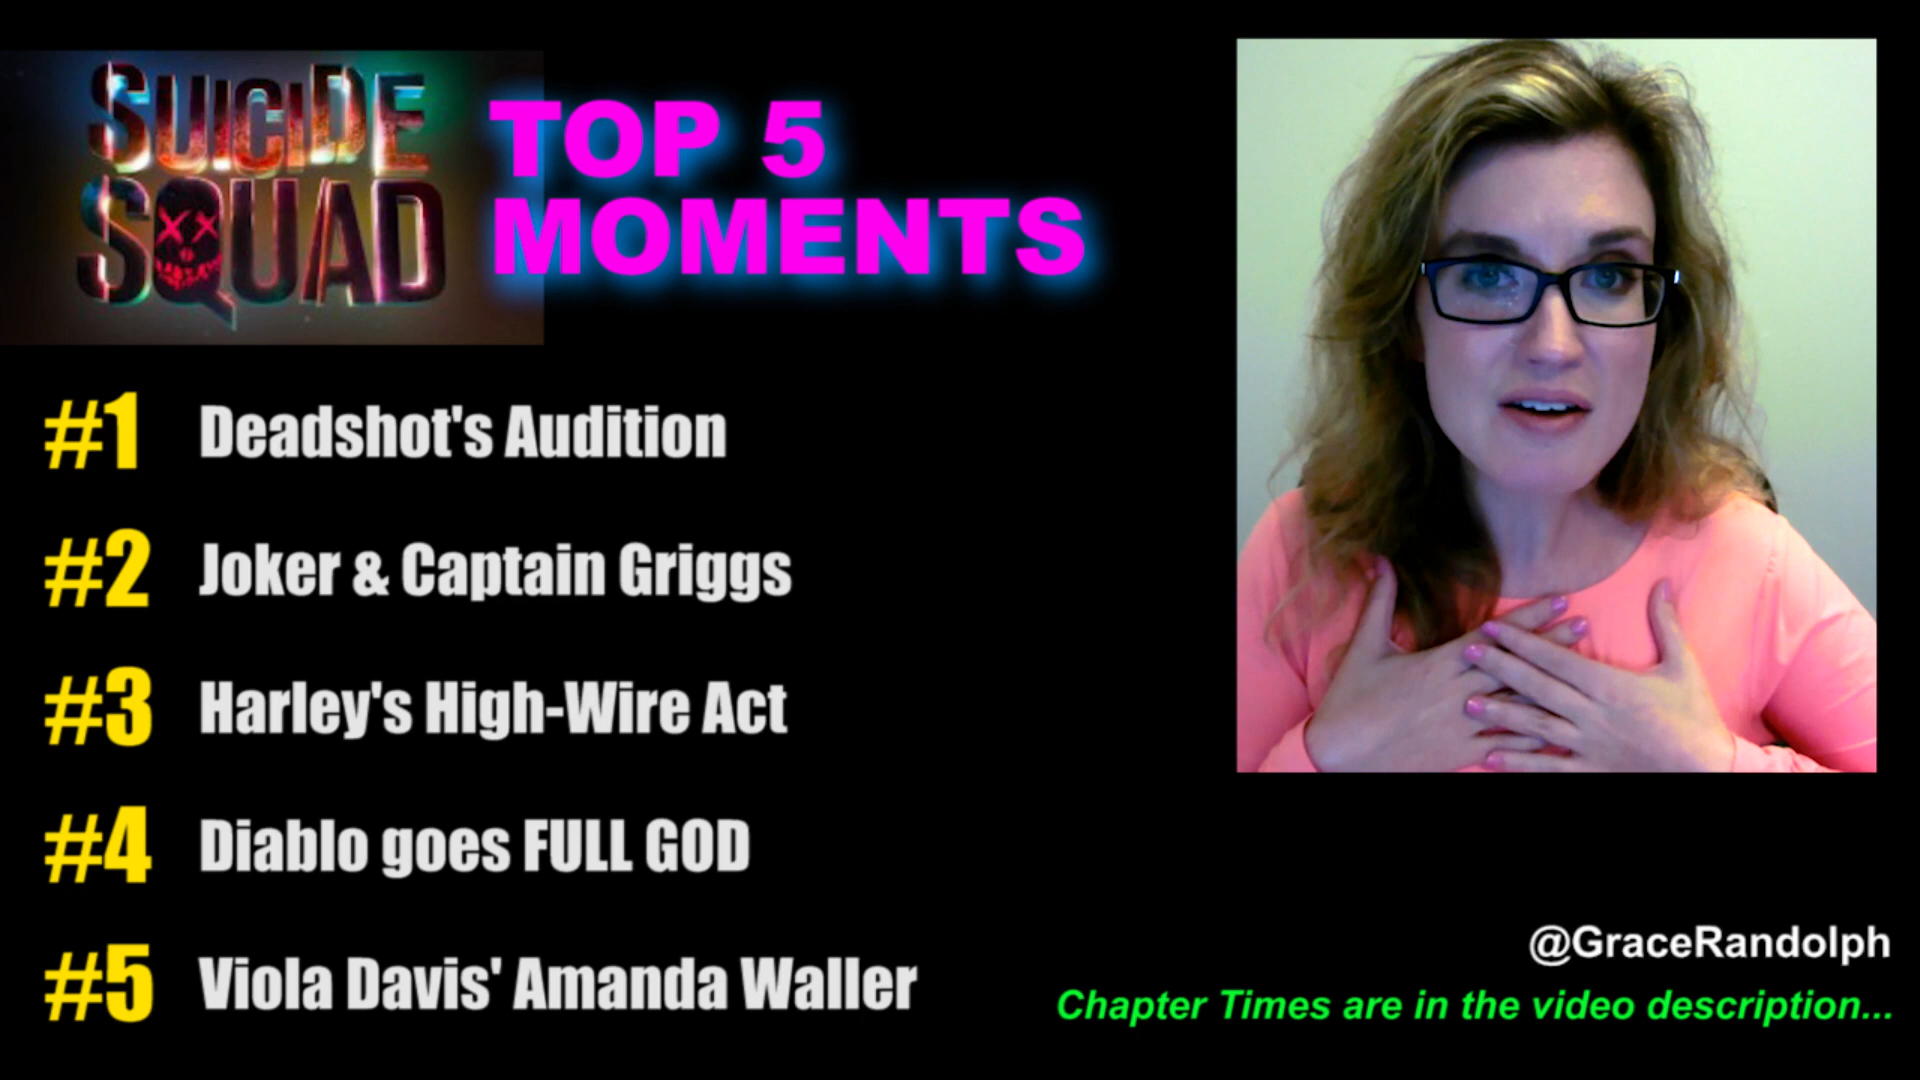 SUICIDE
SQUAD
TOP 5
MOMENTS
#1 Deadshot's Audition
#2 Joker & Captain Griggs
#3 Harley's High-Wire Act
#4 Diablo goes FULL GOD
#5 Viola Davis' Amanda Waller
@GraceRandolph
Chapter Times are in the video description...